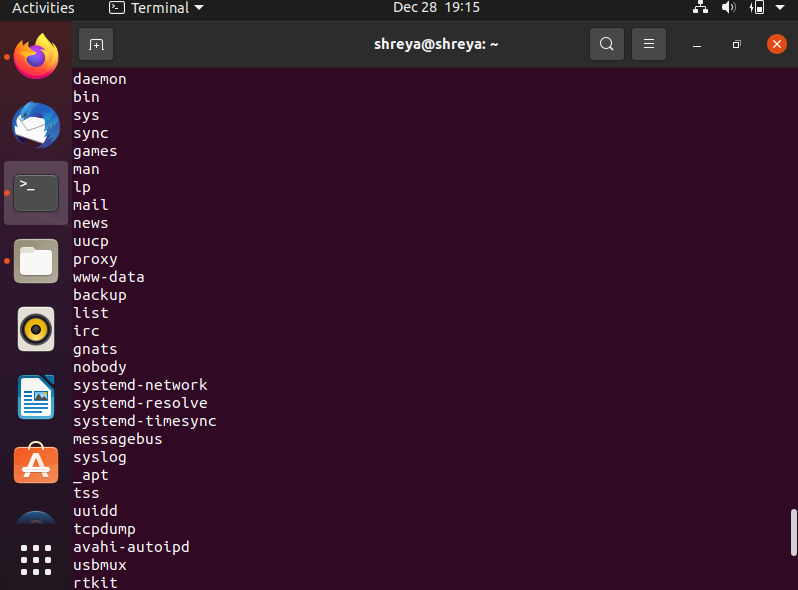 Activities Terminal Dec 28 19:15
shreya@shreya: ~
daemon
bin
sys
sync
games
man
lp
mail
news
uucp
proxy
www-data
backup
list
irc
gnats
nobody
systemd-network
systemd-resolve
systemd-timesync
messagebus
syslog
_apt
tss
uuidd
tcpdump
avahi-autoipd
usbmux
rtkit